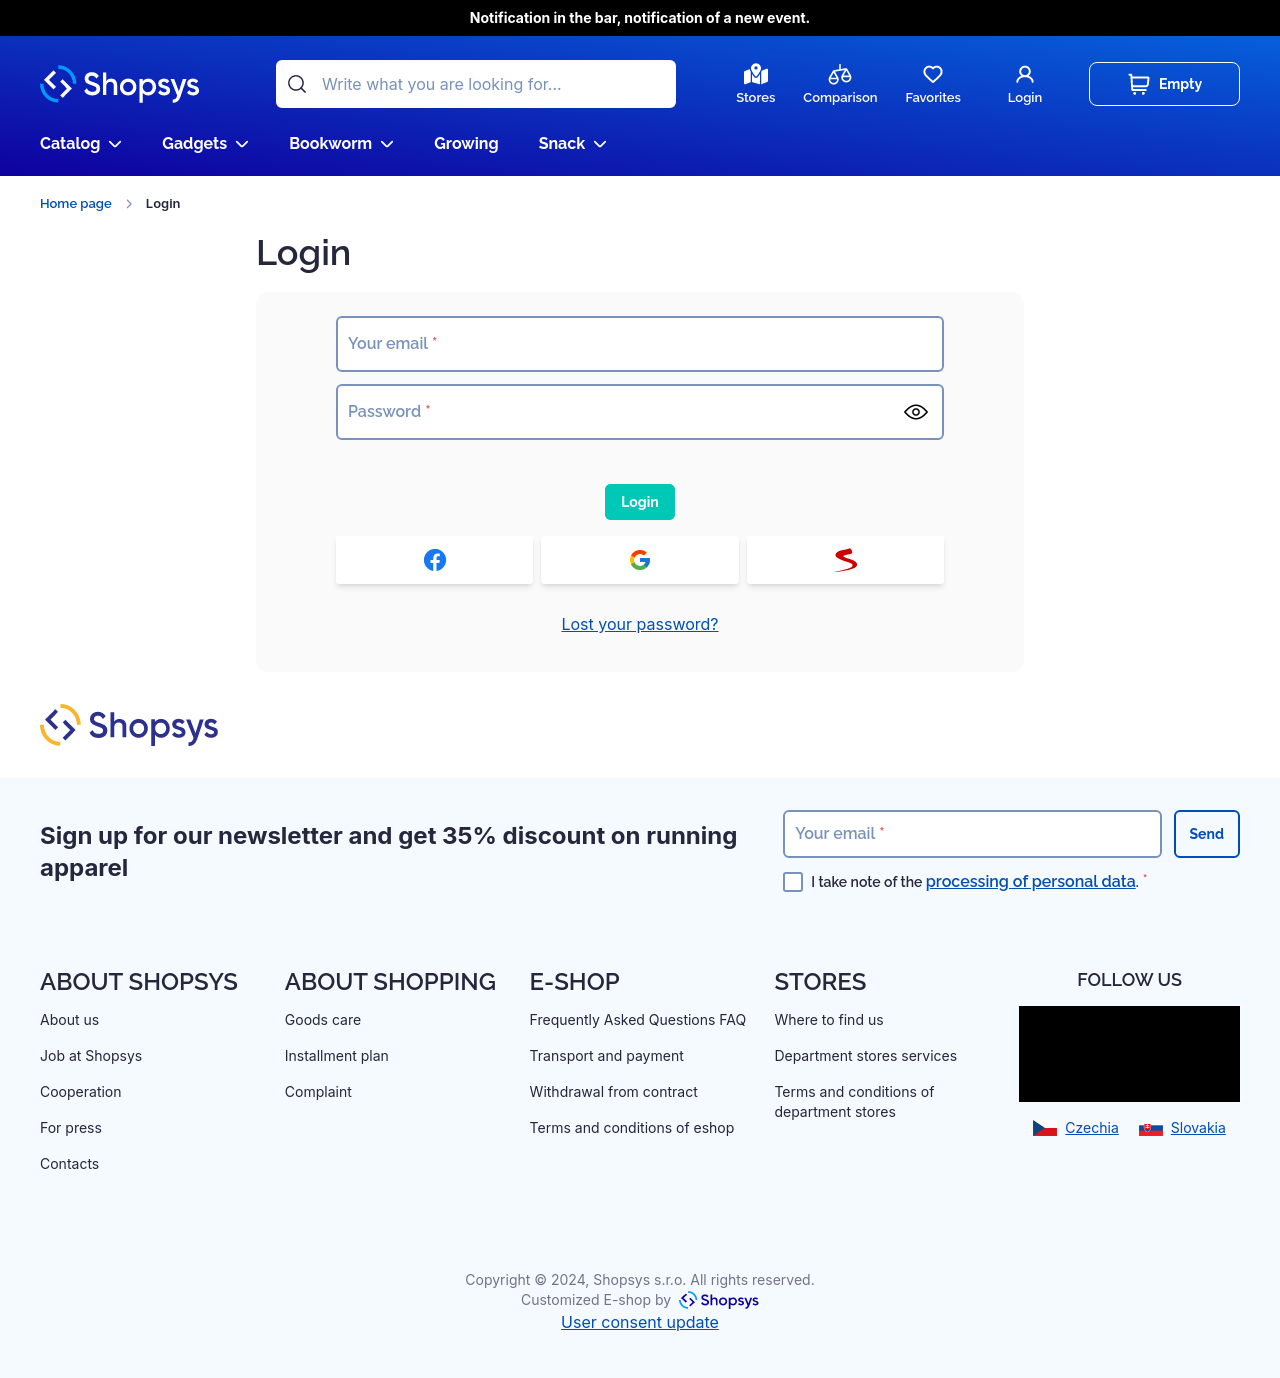 Notification in the bar, notification of a new event.
Shopsys
Write what you are looking for...
Stores
Comparison
Favorites
Login
Empty
Catalog
Gadgets
Bookworm
Growing
Snack
Home page
Login
Login
Your email *
Password *
Login
Lost your password?
Shopsys
Sign up for our newsletter and get 35% discount on running
apparel
Your email *
Send
I take note of the processing of personal data. *
ABOUT SHOPSYS
About us
Job at Shopsys
Cooperation
For press
Contacts
ABOUT SHOPPING
Goods care
Installment plan
Complaint
E-SHOP
Frequently Asked Questions FAQ
Transport and payment
Withdrawal from contract
Terms and conditions of eshop
STORES
Where to find us
Department stores services
Terms and conditions of
department stores
FOLLOW US
Czechia
Slovakia
Copyright © 2024, Shopsys s.r.o. All rights reserved.
Customized E-shop by Shopsys
User consent update